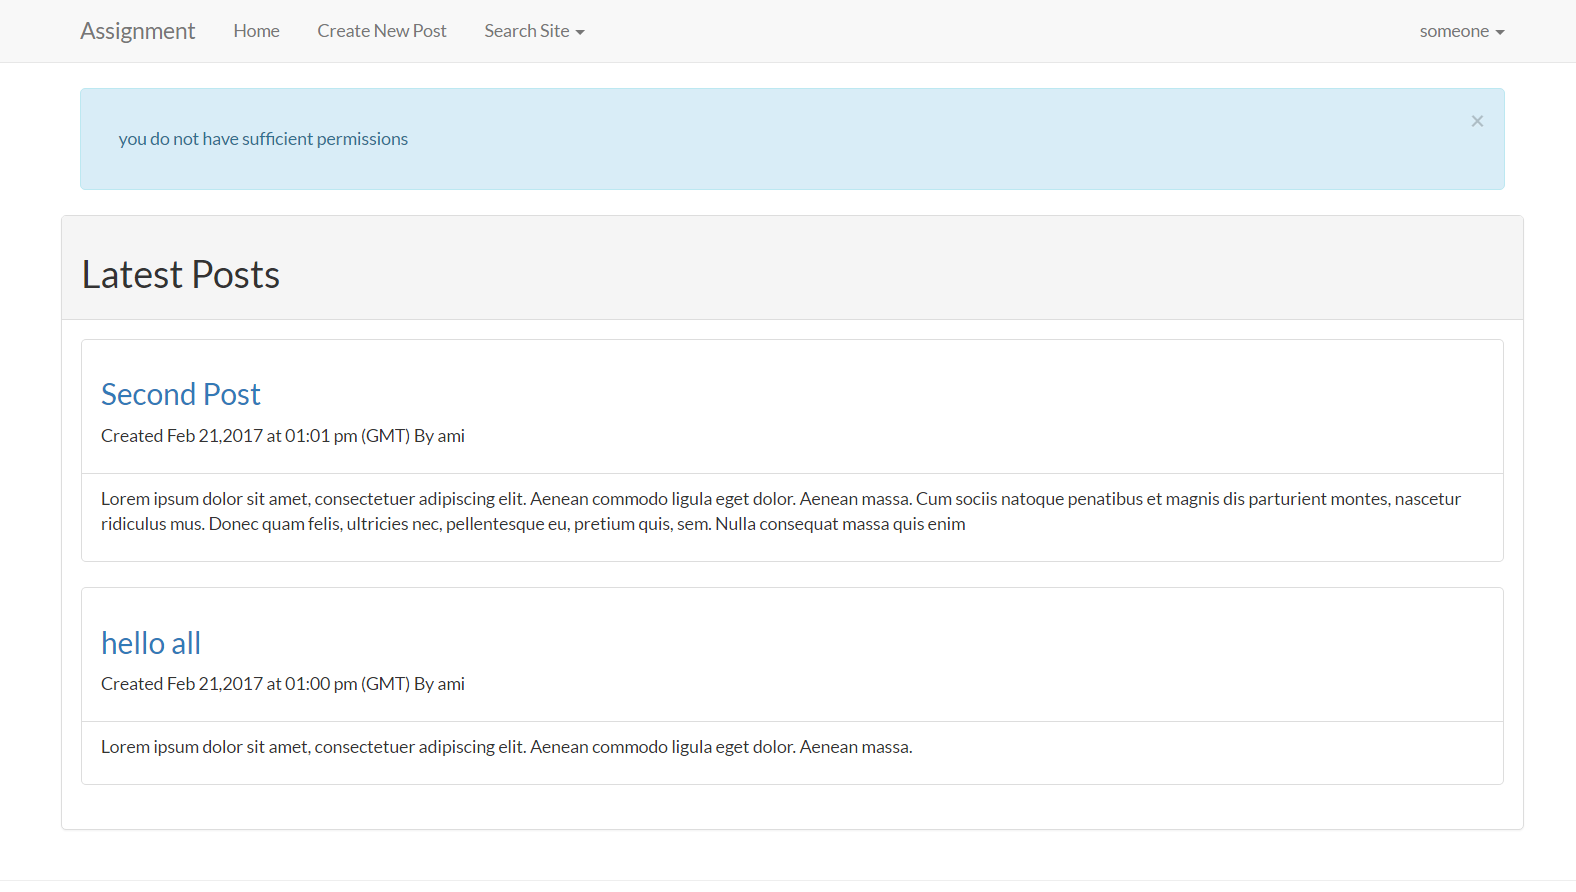 Assignment Home Create New Post Search Site someone
you do not have sufficient permissions ×
Latest Posts
Second Post
Created Feb 21,2017 at 01:01 pm (GMT) By ami
Lorem ipsum dolor sit amet, consectetuer adipiscing elit. Aenean commodo ligula eget dolor. Aenean massa. Cum sociis natoque penatibus et magnis dis parturient montes, nascetur
ridiculus mus. Donec quam felis, ultricies nec, pellentesque eu, pretium quis, sem. Nulla consequat massa quis enim
hello all
Created Feb 21,2017 at 01:00 pm (GMT) By ami
Lorem ipsum dolor sit amet, consectetuer adipiscing elit. Aenean commodo ligula eget dolor. Aenean massa.